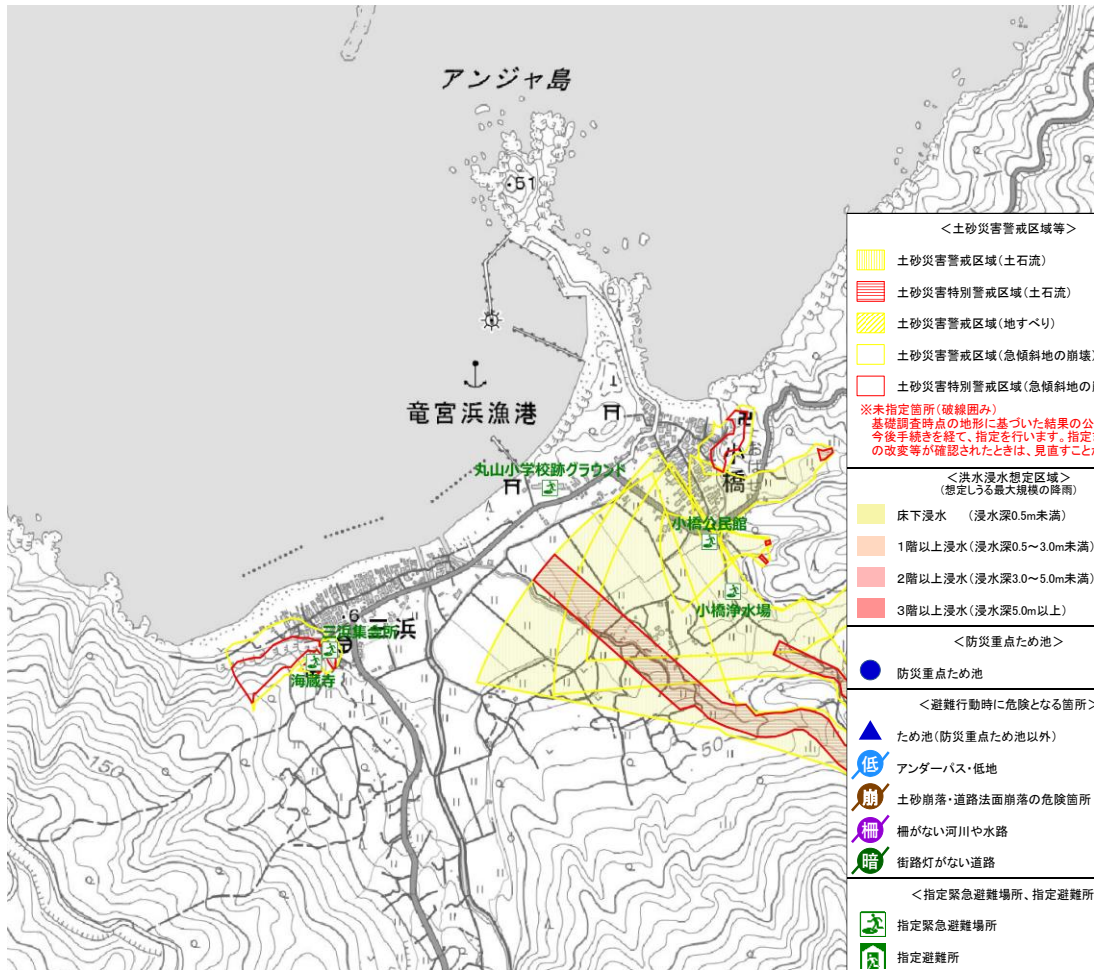 アンジャ島
・51
竜宮浜漁港
丸山小学校跡グラウンド
小橋
小橋公民館
小橋浄水場
・6
三浜
三浜集会所
海蔵寺
150
50
＜土砂災害警戒区域等＞
土砂災害警戒区域（土石流）
土砂災害特別警戒区域（土石流）
土砂災害警戒区域（地すべり）
土砂災害警戒区域（急傾斜地の崩壊）
土砂災害特別警戒区域（急傾斜地の
※未指定箇所（破線囲み）
基礎調査時点の地形に基づいた結果の公
今後手続きを経て、指定を行います。指定
の改変等が確認されたときは、見直すこと
＜洪水浸水想定区域＞
（想定しうる最大規模の降雨）
床下浸水　（浸水深0.5m未満）
1階以上浸水（浸水深0.5～3.0m未満）
2階以上浸水（浸水深3.0～5.0m未満）
3階以上浸水（浸水深5.0m以上）
＜防災重点ため池＞
防災重点ため池
＜避難行動時に危険となる箇所＞
ため池（防災重点ため池以外）
低 アンダーパス・低地
崩 土砂崩落・道路法面崩落の危険箇所
柵 柵がない河川や水路
暗 街路灯がない道路
＜指定緊急避難場所、指定避難所
指定緊急避難場所
指定避難所